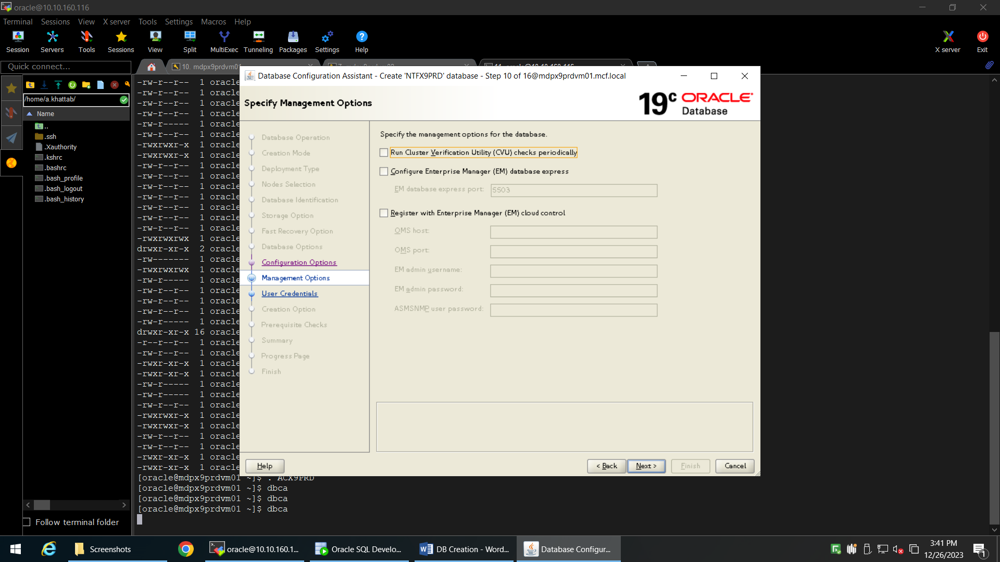 oracle@10.10.160.116
Terminal Sessions View X server Tools Settings Macros Help
Session Servers Tools Sessions View Split MultiExec Tunneling Packages Settings Help X server Exit
Quick connect...
10. mdpx9prdvm01
/home/a.khattab/
Name
..
.ssh
.Xauthority
.kshrc
.bashrc
.bash_profile
.bash_logout
.bash_history
Follow terminal folder
-rw-r--r-- 1 oracle
-rw-r--r-- 1 oracle
-rw-r--r-- 1 oracle
-rw-r--r-- 1 oracle
-rw-r----- 1 oracle
-rw-r--r-- 1 oracle
-rwxrwxr-x 1 oracle
-rwxrwxr-x 1 oracle
-rw-r--r-- 1 oracle
-rw-r--r-- 1 oracle
-rw-r--r-- 1 oracle
-rw-r--r-- 1 oracle
-rw-r--r-- 1 oracle
-rw-r--r-- 1 oracle
-rw-r--r-- 1 oracle
-rwxrwxrwx 1 oracle
drwxr-xr-x 2 oracle
-rw------- 1 oracle
-rwxrwxrwx 1 oracle
-rw-r----- 1 oracle
-rw-r--r-- 1 oracle
-rw-r--r-- 1 oracle
-rw-r--r-- 1 oracle
-rw-r----- 1 oracle
drwxr-xr-x 16 oracle
-r--r--r-- 1 oracle
-rw-r--r-- 1 oracle
-rwxr-xr-x 1 oracle
-rwxr-xr-x 1 oracle
-rw-r----- 1 oracle
-rw-r----- 1 oracle
-rw-r--r-- 1 oracle
-rwxrwxr-x 1 oracle
-rwxrwxr-x 1 oracle
-rw-r--r-- 1 oracle
-rw-r--r-- 1 oracle
-rwxr-xr-x 1 oracle
-rwxr-xr-x 1 oracle
[oracle@mdpx9prdvm01 ~]$ . ACX9PRD
[oracle@mdpx9prdvm01 ~]$ dbca
[oracle@mdpx9prdvm01 ~]$ dbca
[oracle@mdpx9prdvm01 ~]$ dbca
Database Configuration Assistant - Create 'NTFX9PRD' database - Step 10 of 16@mdpx9prdvm01.mcf.local
Specify Management Options
19c ORACLE
Database
Database Operation
Creation Mode
Deployment Type
Nodes Selection
Database Identification
Storage Option
Fast Recovery Option
Database Options
Configuration Options
Management Options
User Credentials
Creation Option
Prerequisite Checks
Summary
Progress Page
Finish
Specify the management options for the database.
Run Cluster Verification Utility (CVU) checks periodically
Configure Enterprise Manager (EM) database express
EM database express port: 5503
Register with Enterprise Manager (EM) cloud control
OMS host:
OMS port:
EM admin username:
EM admin password:
ASMSNMP user password:
Help
< Back
Next >
Finish
Cancel
Screenshots
oracle@10.10.160.1...
Oracle SQL Develo...
DB Creation - Word...
Database Configur...
3:41 PM
12/26/2023
1